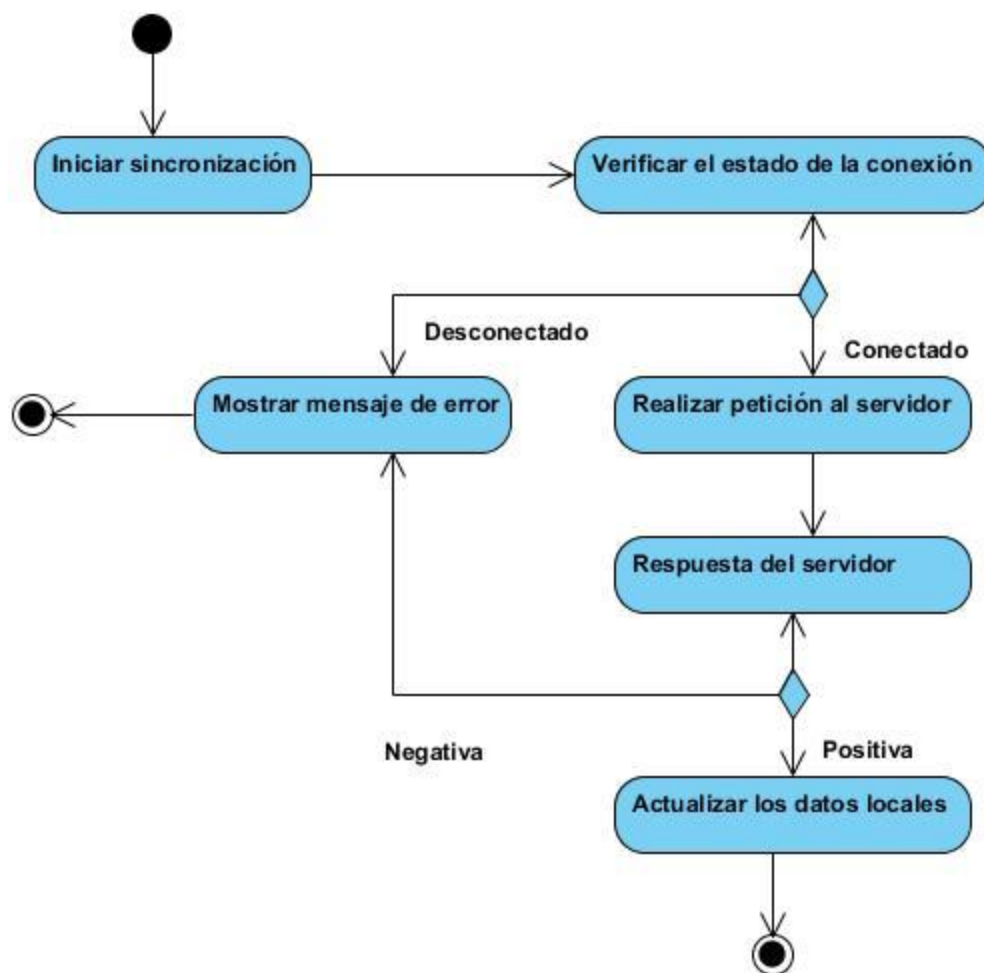 Iniciar sincronización
Verificar el estado de la conexión
Desconectado
Conectado
Mostrar mensaje de error
Realizar petición al servidor
Respuesta del servidor
Negativa
Positiva
Actualizar los datos locales